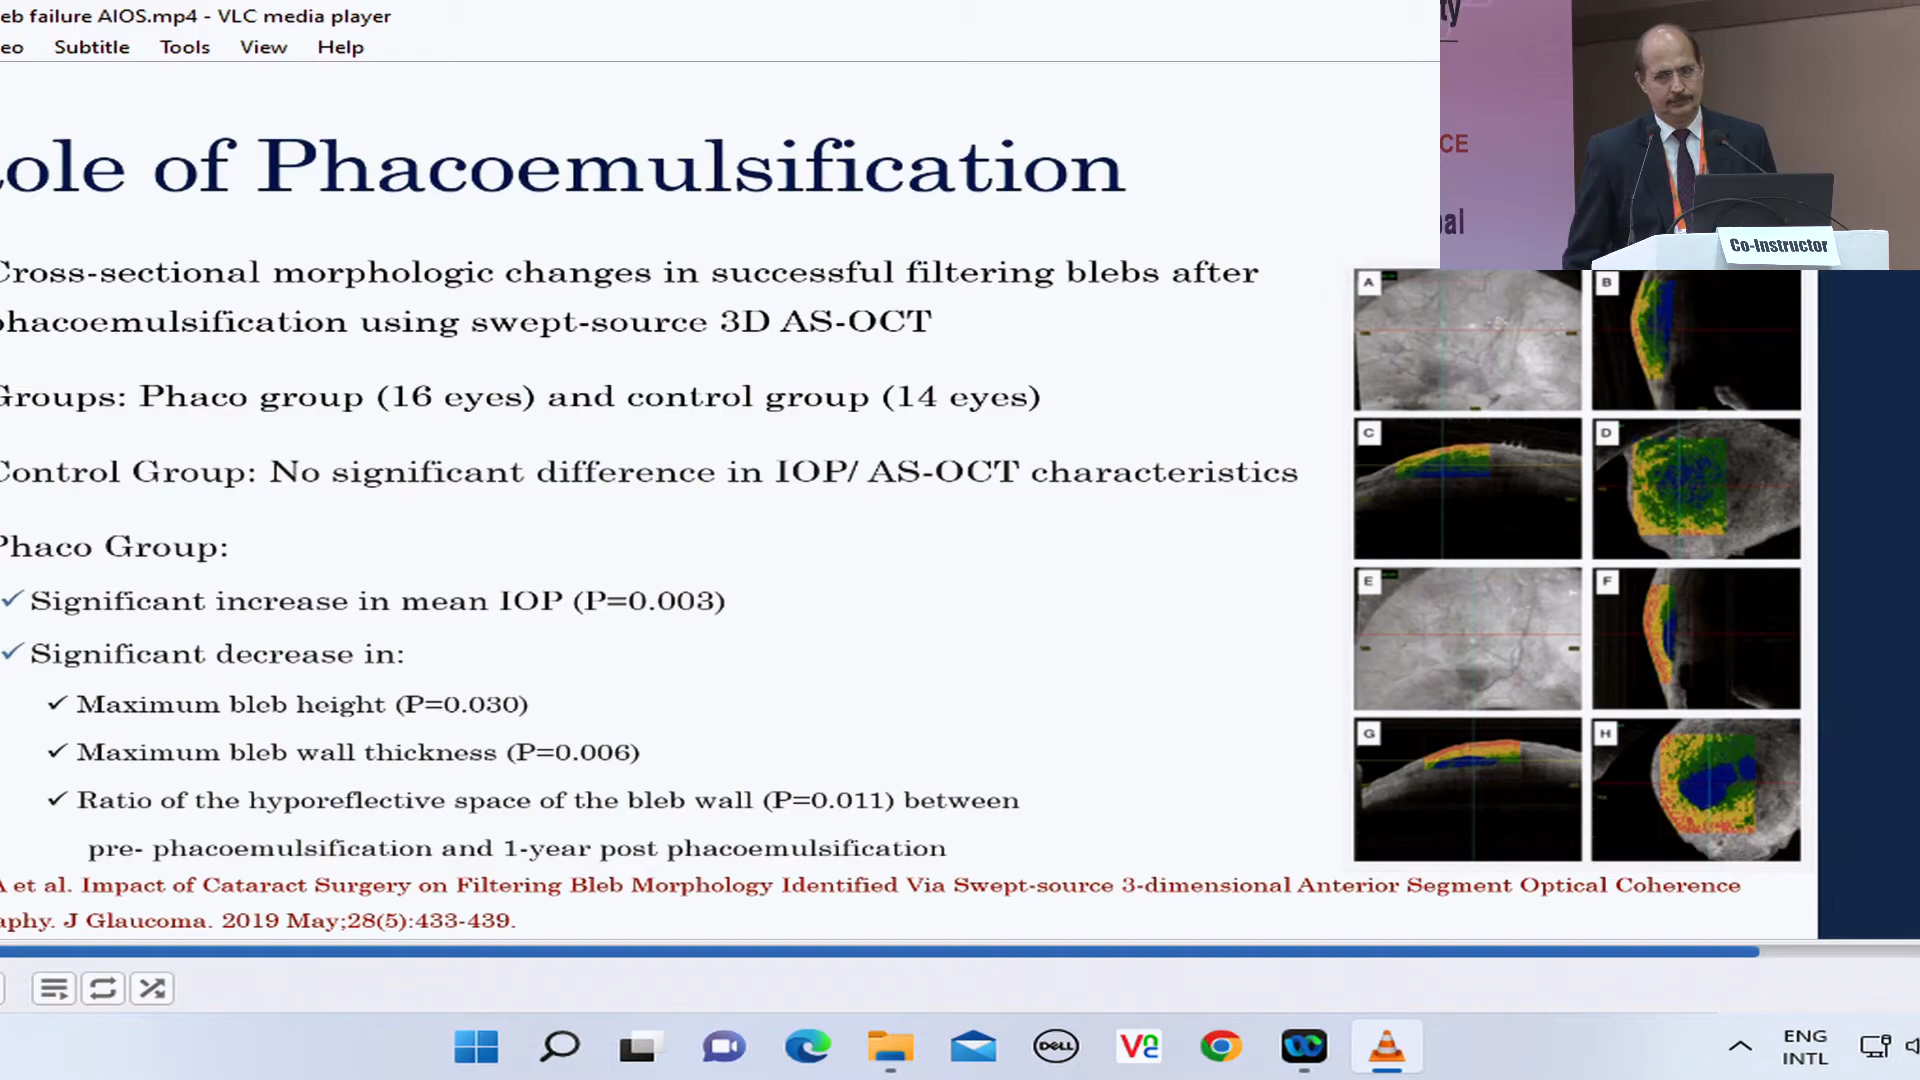 eb failure AIOS.mp4 - VLC media player
eo Subtitle Tools View Help
ty
CE
bal
Co-Instructor
ole of Phacoemulsification
Cross-sectional morphologic changes in successful filtering blebs after
phacoemulsification using swept-source 3D AS-OCT
Groups: Phaco group (16 eyes) and control group (14 eyes)
Control Group: No significant difference in IOP/ AS-OCT characteristics
Phaco Group:
✓ Significant increase in mean IOP (P=0.003)
✓ Significant decrease in:
✓ Maximum bleb height (P=0.030)
✓ Maximum bleb wall thickness (P=0.006)
✓ Ratio of the hyporeflective space of the bleb wall (P=0.011) between
pre- phacoemulsification and 1-year post phacoemulsification
A B
C D
E F
G H
A et al. Impact of Cataract Surgery on Filtering Bleb Morphology Identified Via Swept-source 3-dimensional Anterior Segment Optical Coherence
aphy. J Glaucoma. 2019 May;28(5):433-439.
DELL
ENG
INTL